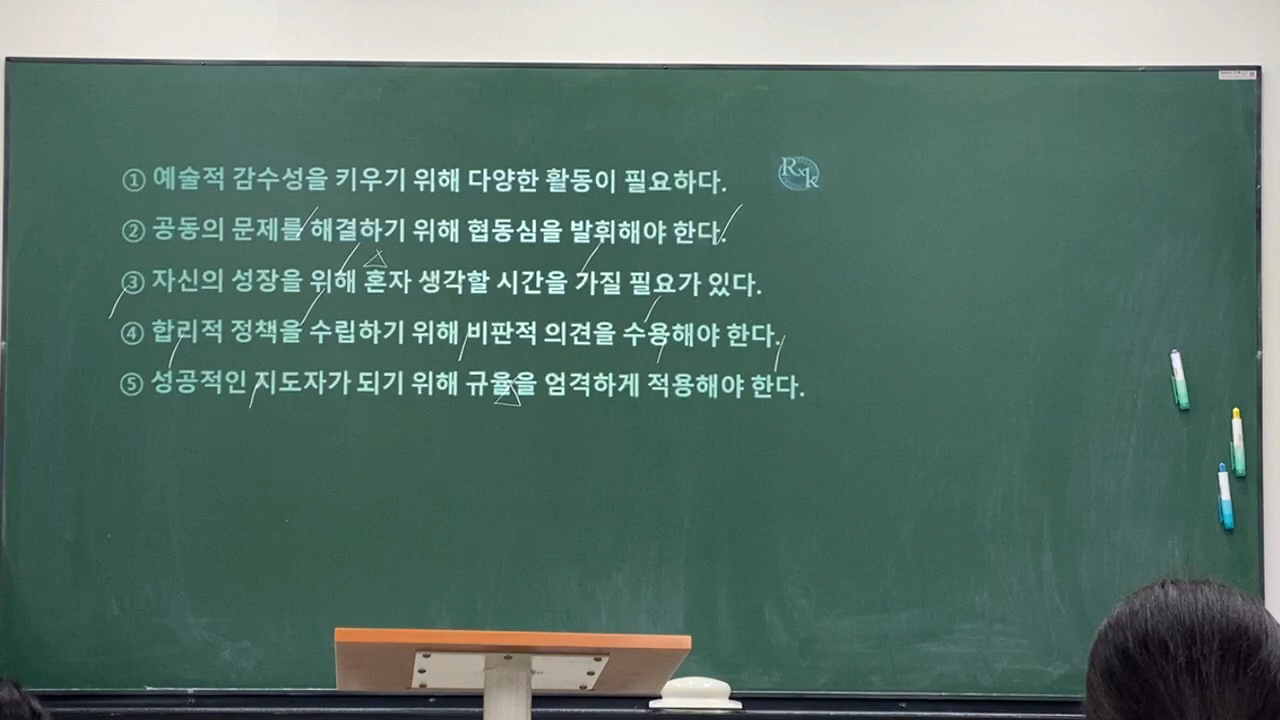 ① 예술적 감수성을 키우기 위해 다양한 활동이 필요하다.
RxK
② 공동의 문제를 해결하기 위해 협동심을 발휘해야 한다.
③ 자신의 성장을 위해 혼자 생각할 시간을 가질 필요가 있다.
④ 합리적 정책을 수립하기 위해 비판적 의견을 수용해야 한다.
⑤ 성공적인 지도자가 되기 위해 규율을 엄격하게 적용해야 한다.